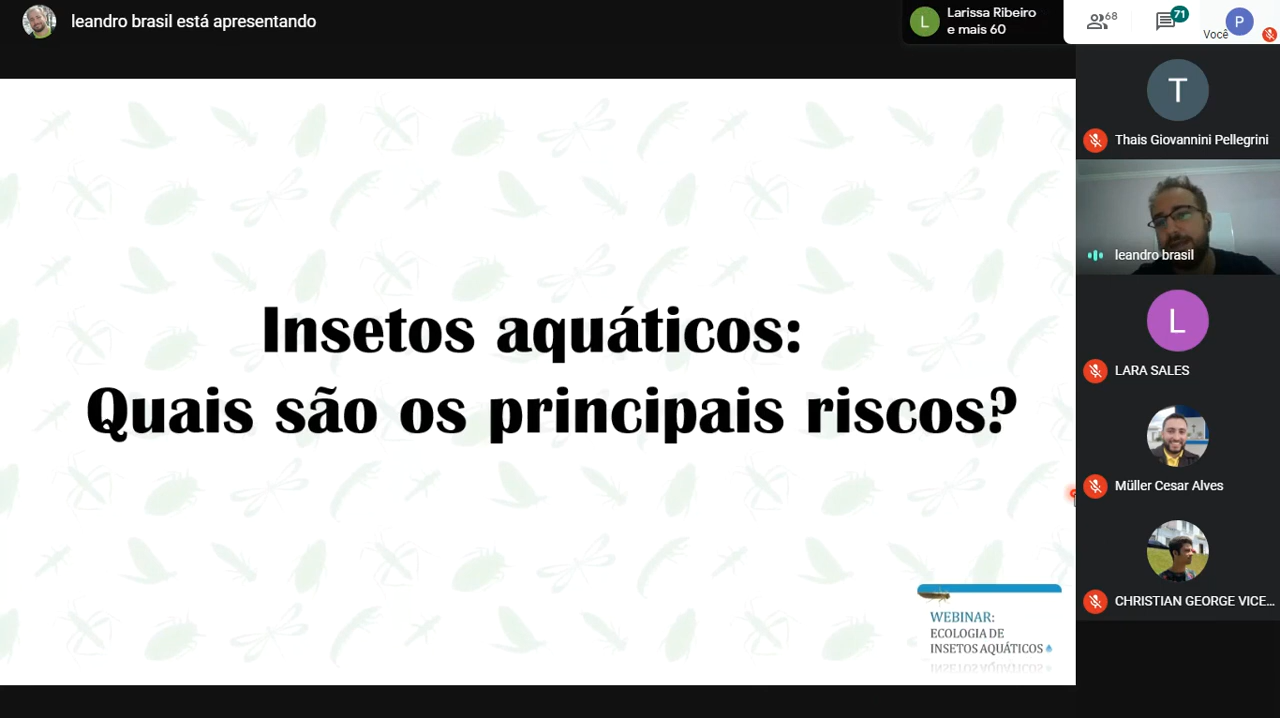 leandro brasil está apresentando
Larissa Ribeiro
e mais 60
68
71
Você
P
L
T
Thais Giovannini Pellegrini
leandro brasil
L
LARA SALES
Müller Cesar Alves
CHRISTIAN GEORGE VICE...
Insetos aquáticos:
Quais são os principais riscos?
WEBINAR:
ECOLOGIA DE
INSETOS AQUÁTICOS